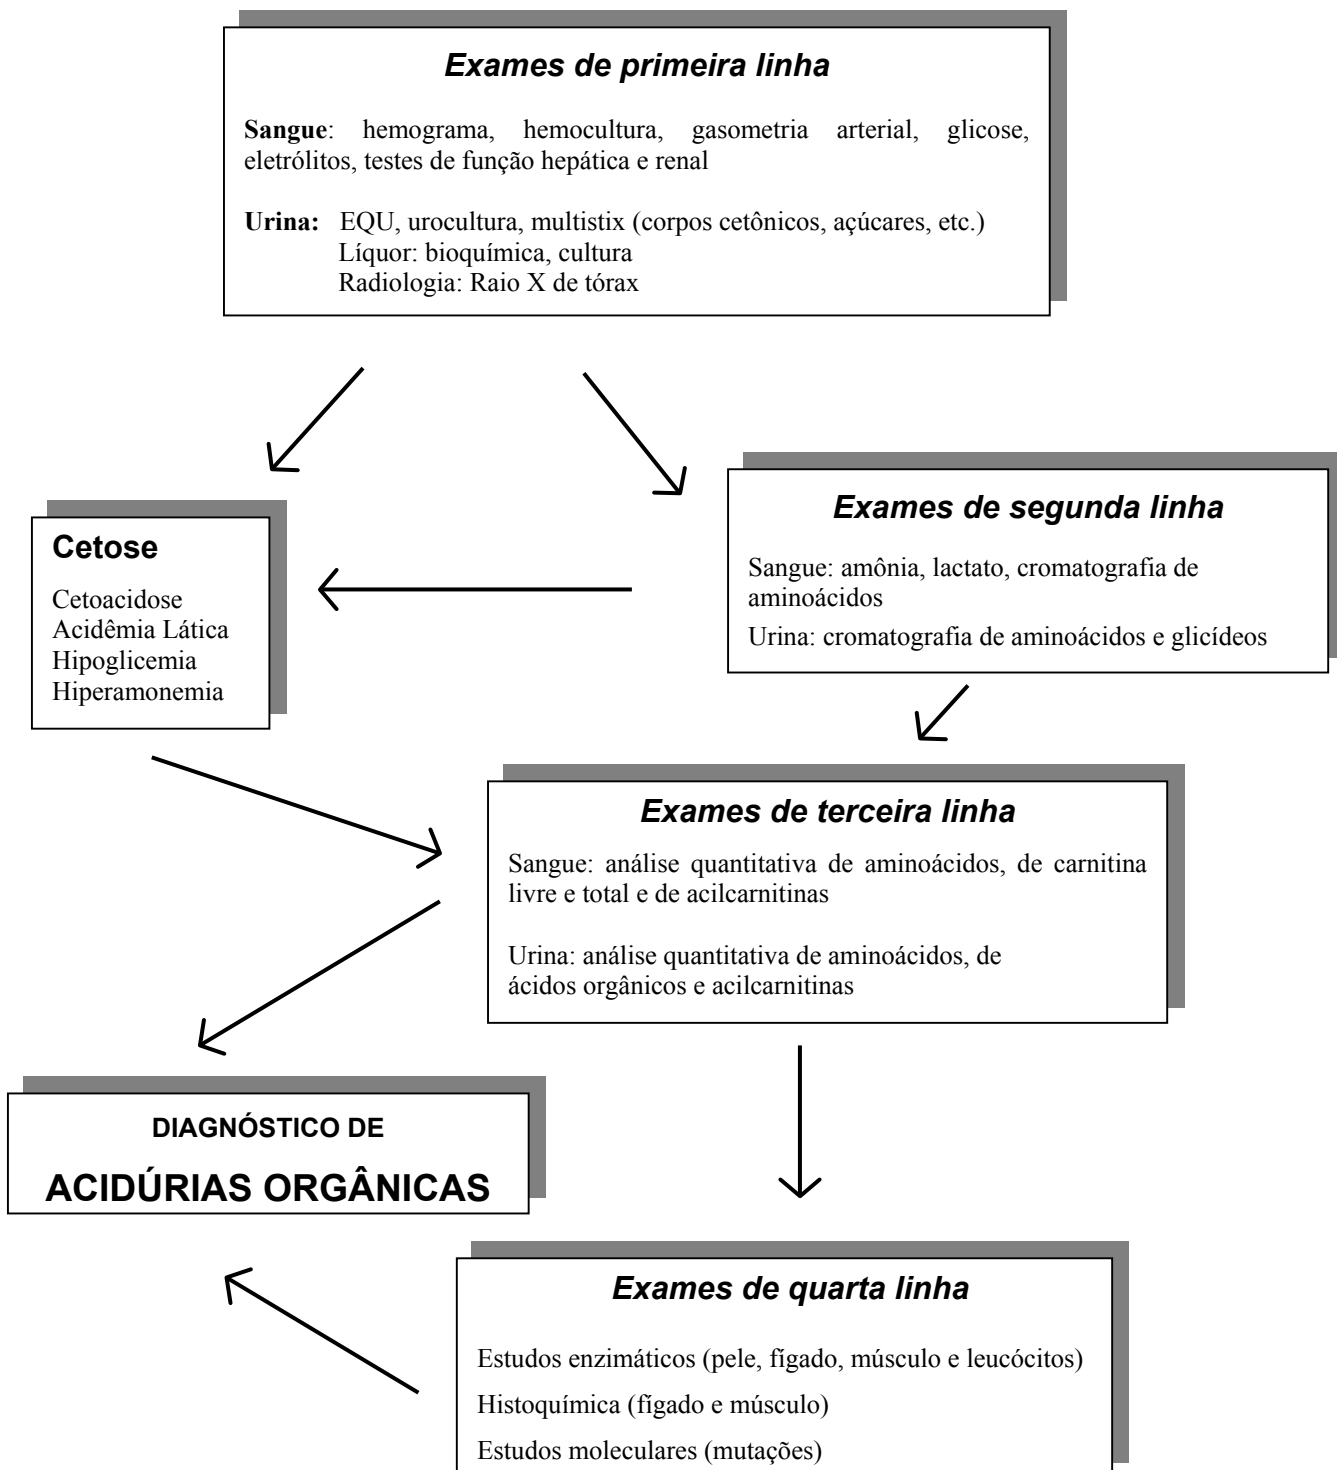 Exames de primeira linha
Sangue: hemograma, hemocultura, gasometria arterial, glicose,
eletrólitos, testes de função hepática e renal
Urina: EQU, urocultura, multistix (corpos cetônicos, açúcares, etc.)
Líquor: bioquímica, cultura
Radiologia: Raio X de tórax
Exames de segunda linha
Sangue: amônia, lactato, cromatografia de
aminoácidos
Urina: cromatografia de aminoácidos e glicídeos
Cetose
Cetoacidose
Acidêmia Lática
Hipoglicemia
Hiperamonemia
Exames de terceira linha
Sangue: análise quantitativa de aminoácidos, de carnitina
livre e total e de acilcarnitinas
Urina: análise quantitativa de aminoácidos, de
ácidos orgânicos e acilcarnitinas
DIAGNÓSTICO DE
ACIDÚRIAS ORGÂNICAS
Exames de quarta linha
Estudos enzimáticos (pele, fígado, músculo e leucócitos)
Histoquímica (fígado e músculo)
Estudos moleculares (mutações)